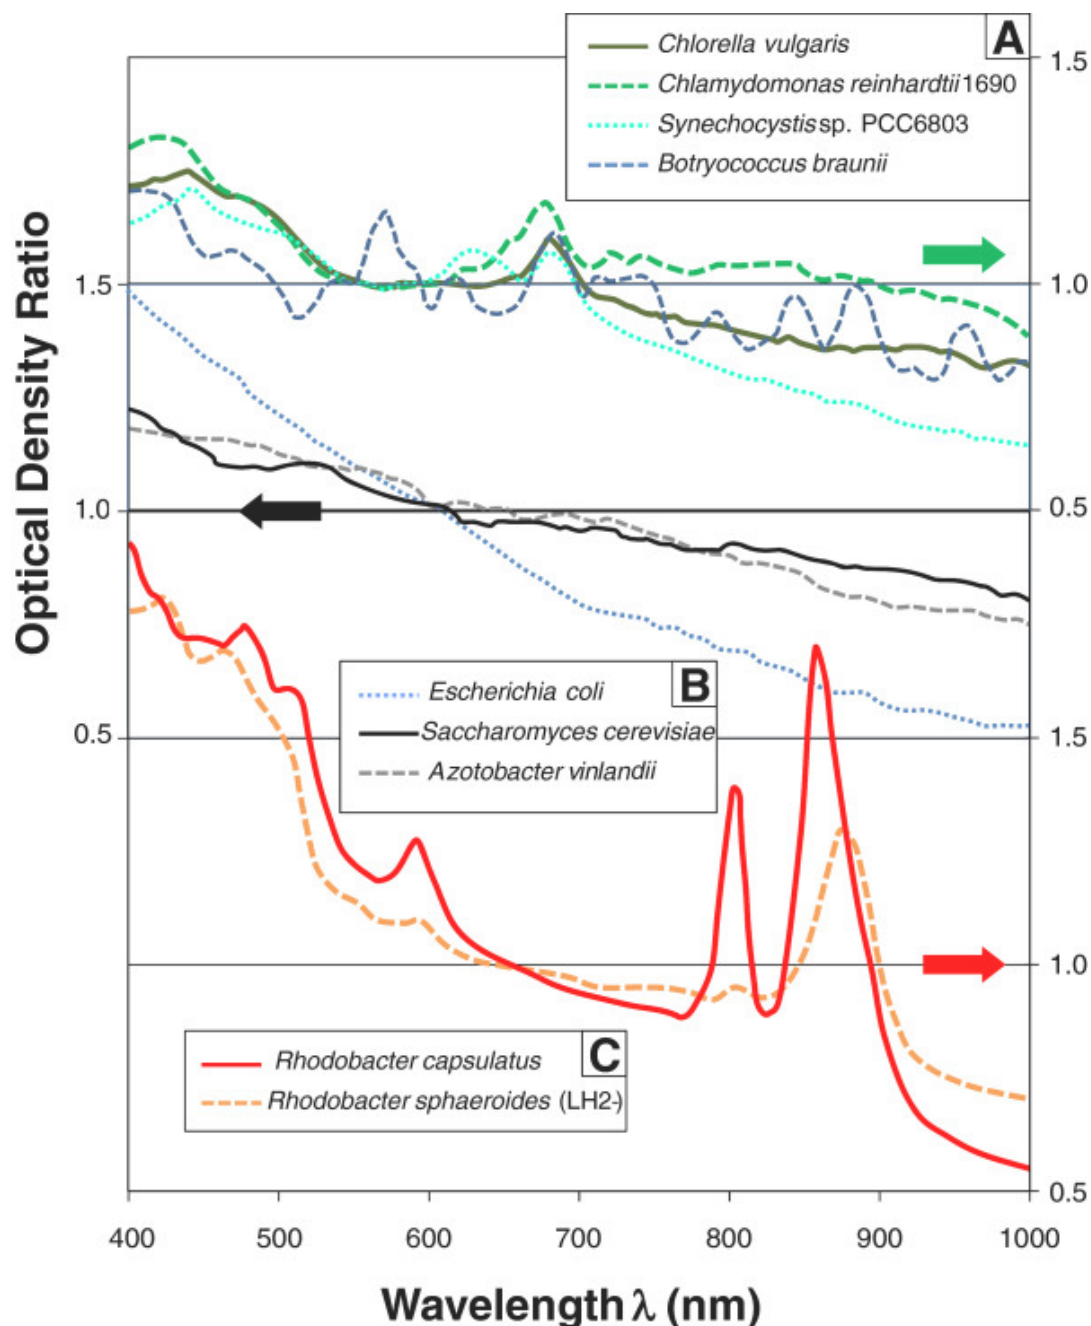 A
Chlorella vulgaris
Chlamydomonas reinhardtii 1690
Synechocystis sp. PCC6803
Botryococcus braunii
1.5
1.5
1.0
1.0
0.5
0.5
1.5
1.0
0.5
Optical Density Ratio
B
Escherichia coli
Saccharomyces cerevisiae
Azotobacter vinlandii
C
Rhodobacter capsulatus
Rhodobacter sphaeroides (LH2-)
400 500 600 700 800 900 1000
Wavelength λ (nm)